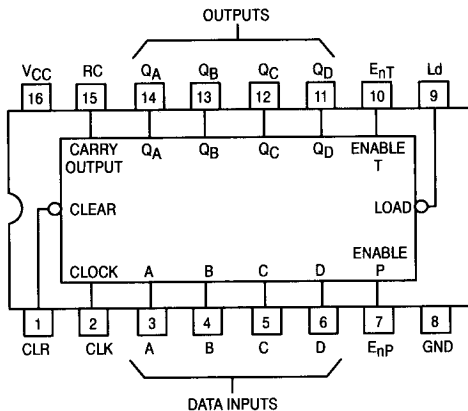 OUTPUTS
VCC RC QA QB QC QD EnT Ld
16 15 14 13 12 11 10 9
CARRY OUTPUT QA QB QC QD ENABLE T
CLEAR LOAD
ENABLE P
CLOCK A B C D
1 2 3 4 5 6 7 8
CLR CLK A B C D EnP GND
DATA INPUTS